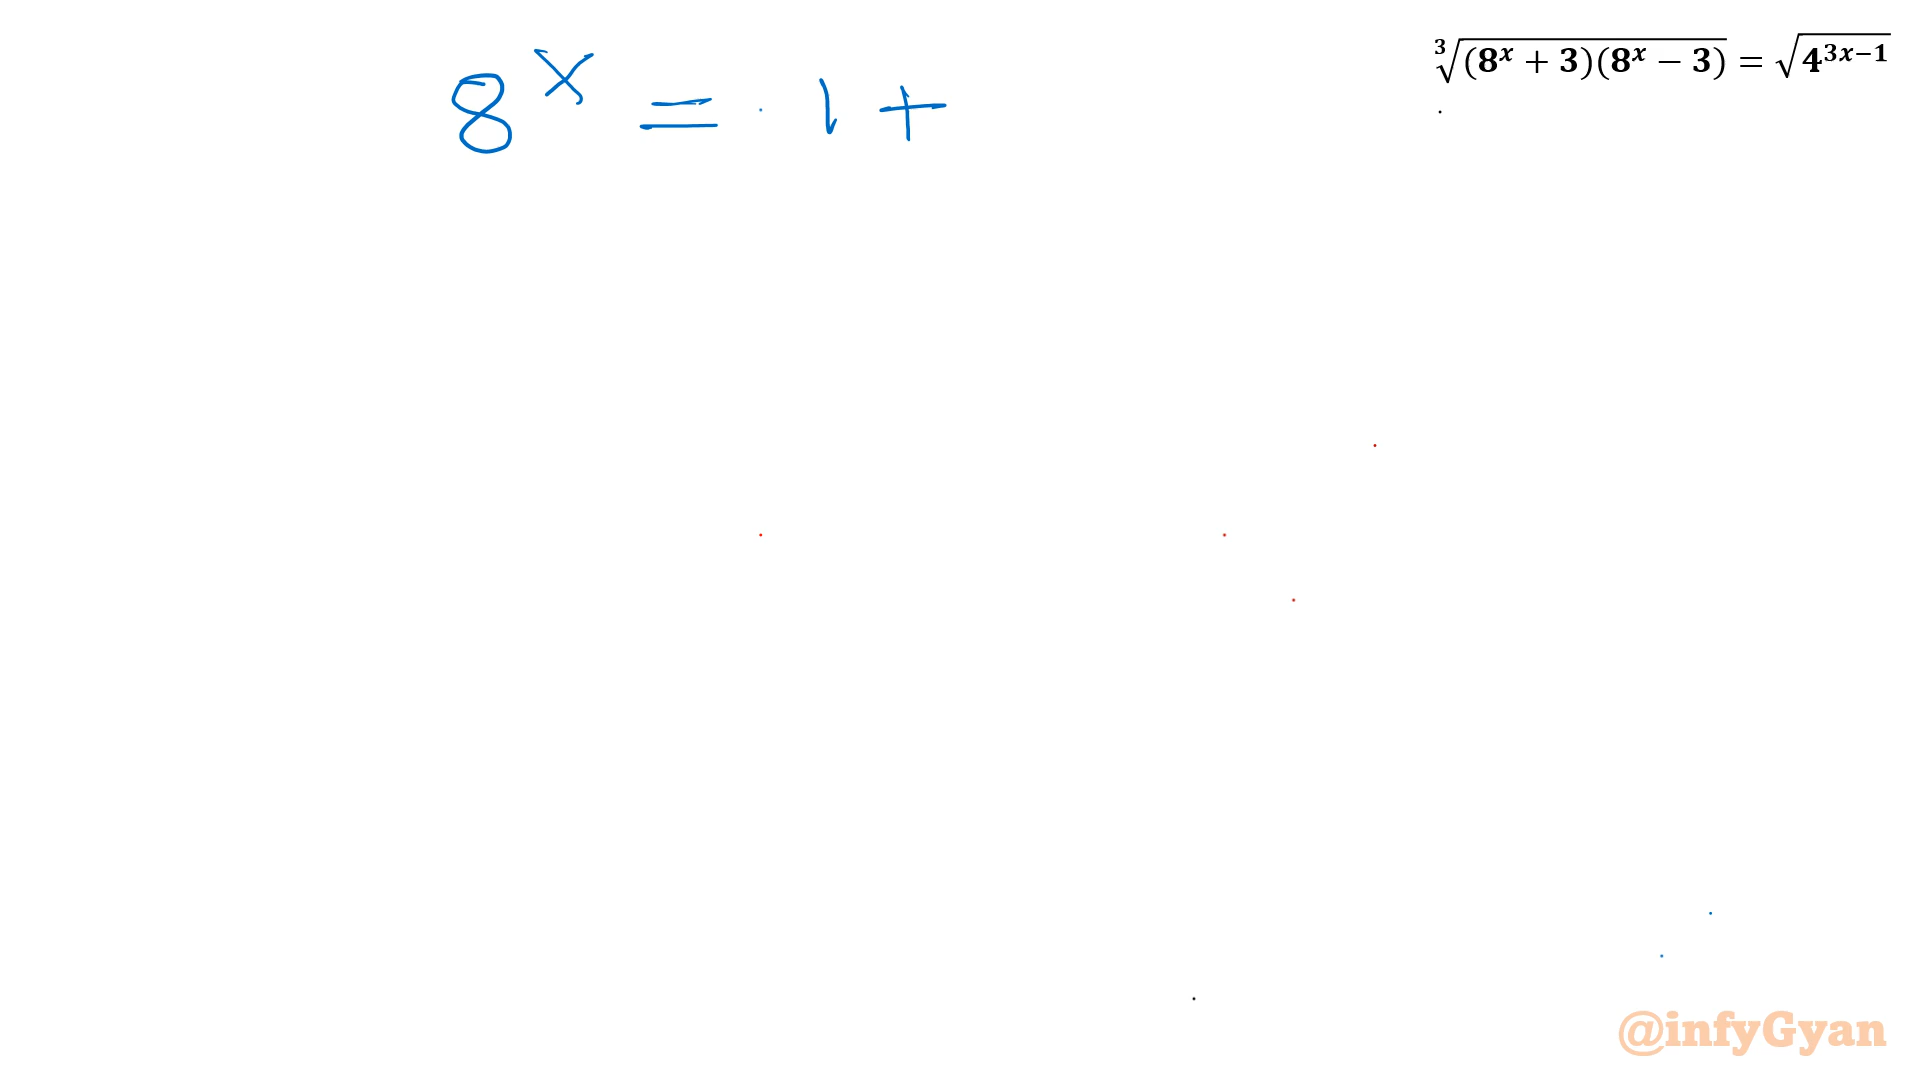 8^x = 1 +
∛((8^x + 3)(8^x − 3)) = √(4^(3x−1))
@infyGyan